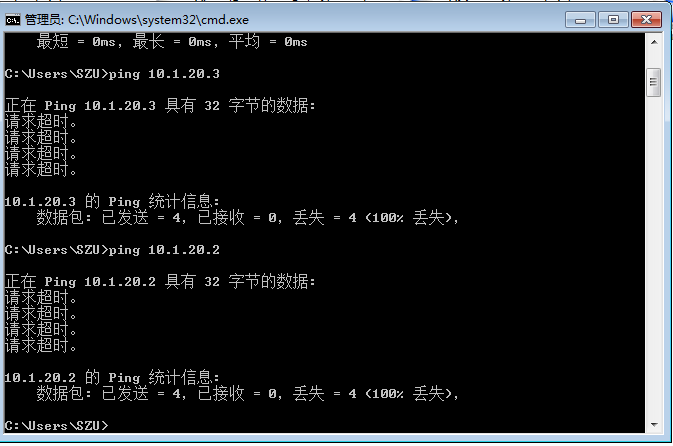 管理员: C:\Windows\system32\cmd.exe
最短 = 0ms，最长 = 0ms，平均 = 0ms
C:\Users\SZU>ping 10.1.20.3
正在 Ping 10.1.20.3 具有 32 字节的数据:
请求超时。
请求超时。
请求超时。
请求超时。
10.1.20.3 的 Ping 统计信息:
数据包: 已发送 = 4，已接收 = 0，丢失 = 4 (100% 丢失)，
C:\Users\SZU>ping 10.1.20.2
正在 Ping 10.1.20.2 具有 32 字节的数据:
请求超时。
请求超时。
请求超时。
请求超时。
10.1.20.2 的 Ping 统计信息:
数据包: 已发送 = 4，已接收 = 0，丢失 = 4 (100% 丢失)，
C:\Users\SZU>